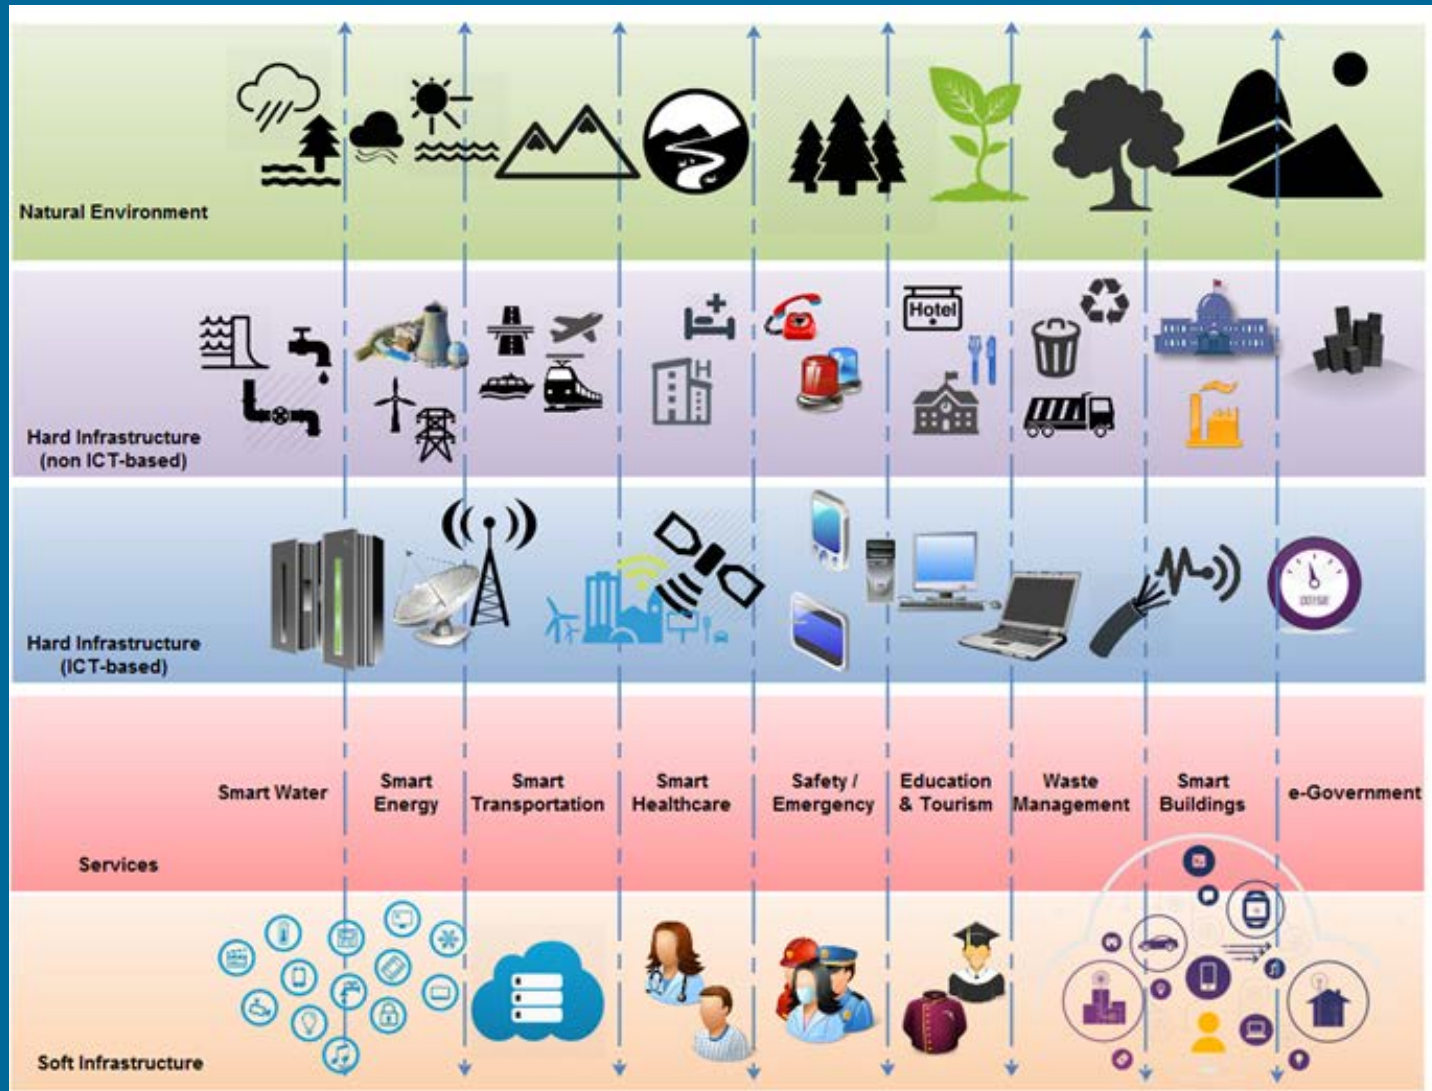 Natural Environment
Hotel
H
Hard Infrastructure
(non ICT-based)
Hard Infrastructure
(ICT-based)
Smart Water
Smart
Energy
Smart
Transportation
Smart
Healthcare
Safety /
Emergency
Education
& Tourism
Waste
Management
Smart
Buildings
e-Government
Services
Soft Infrastructure